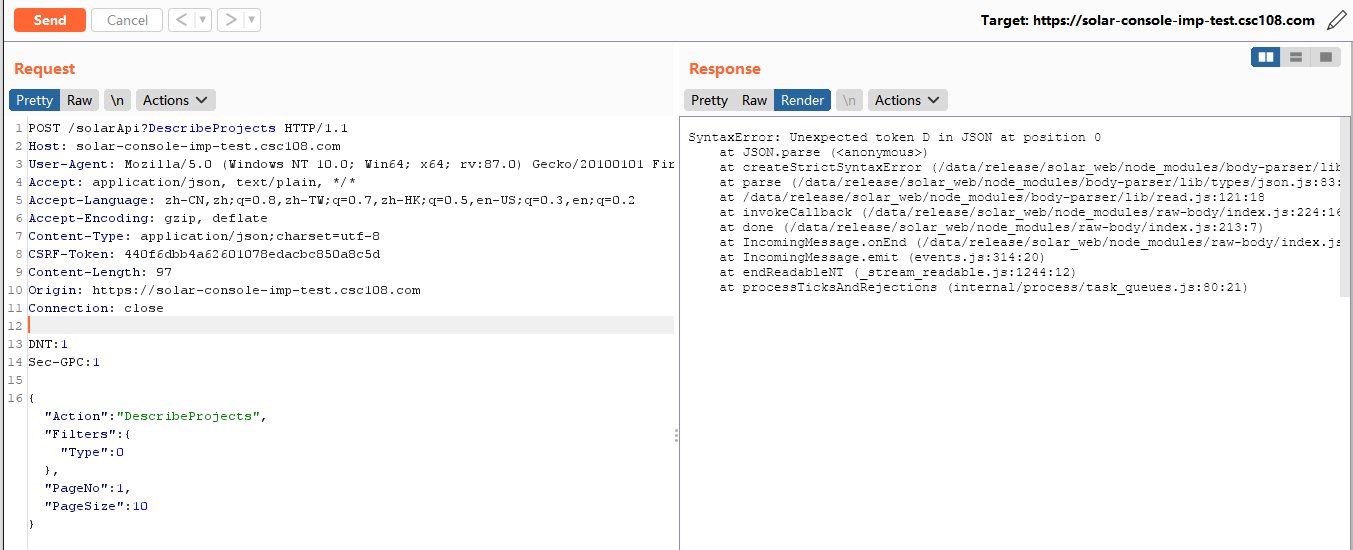 Send Cancel < > Target: https://solar-console-imp-test.csc108.com
Request
Pretty Raw \n Actions
1 POST /solarApi?DescribeProjects HTTP/1.1
2 Host: solar-console-imp-test.csc108.com
3 User-Agent: Mozilla/5.0 (Windows NT 10.0; Win64; x64; rv:87.0) Gecko/20100101 Fir
4 Accept: application/json, text/plain, */*
5 Accept-Language: zh-CN,zh;q=0.8,zh-TW;q=0.7,zh-HK;q=0.5,en-US;q=0.3,en;q=0.2
6 Accept-Encoding: gzip, deflate
7 Content-Type: application/json;charset=utf-8
8 CSRF-Token: 440f6dbb4a62601078edacbc850a8c5d
9 Content-Length: 97
10 Origin: https://solar-console-imp-test.csc108.com
11 Connection: close
12
13 DNT:1
14 Sec-GPC:1
15
16 {
"Action":"DescribeProjects",
"Filters":{
"Type":0
},
"PageNo":1,
"PageSize":10
}
Response
Pretty Raw Render \n Actions
SyntaxError: Unexpected token D in JSON at position 0
at JSON.parse (<anonymous>)
at createStrictSyntaxError (/data/release/solar_web/node_modules/body-parser/lib
at parse (/data/release/solar_web/node_modules/body-parser/lib/types/json.js:83:
at /data/release/solar_web/node_modules/body-parser/lib/read.js:121:18
at invokeCallback (/data/release/solar_web/node_modules/raw-body/index.js:224:16
at done (/data/release/solar_web/node_modules/raw-body/index.js:213:7)
at IncomingMessage.onEnd (/data/release/solar_web/node_modules/raw-body/index.js
at IncomingMessage.emit (events.js:314:20)
at endReadableNT (_stream_readable.js:1244:12)
at processTicksAndRejections (internal/process/task_queues.js:80:21)